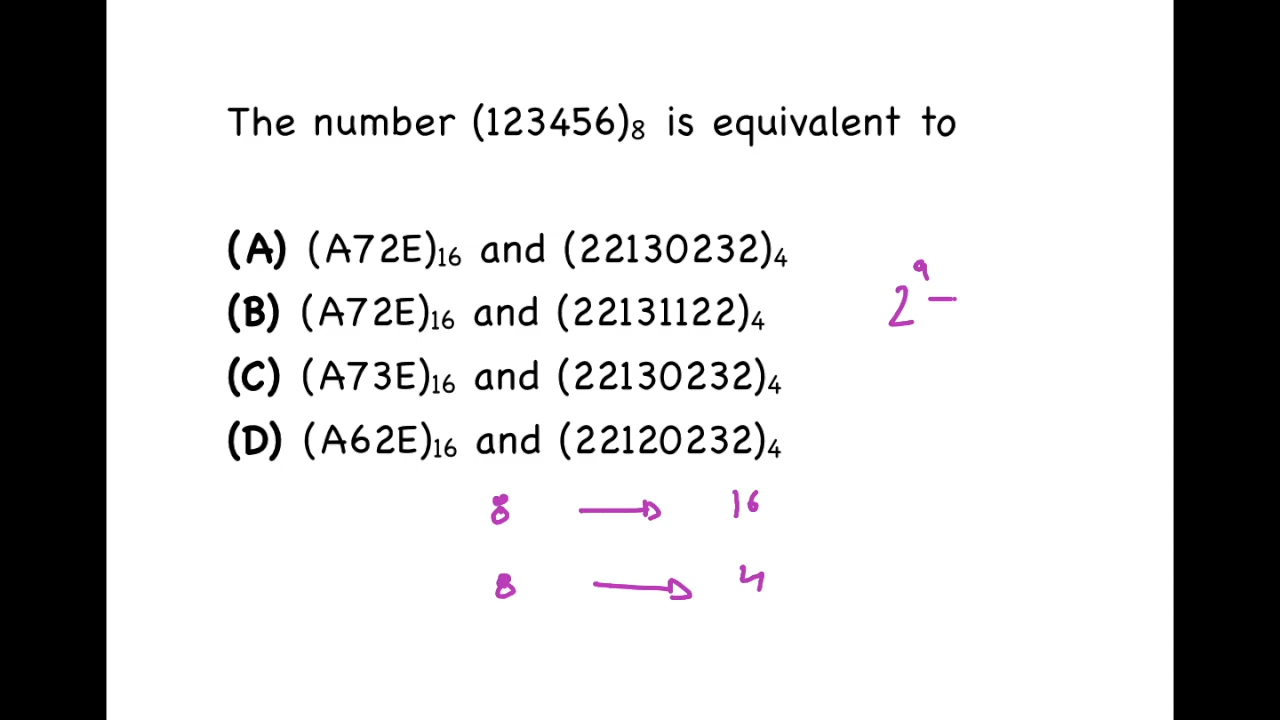 The number (123456)₈ is equivalent to
(A) (A72E)₁₆ and (22130232)₄
(B) (A72E)₁₆ and (22131122)₄
2⁹ –
(C) (A73E)₁₆ and (22130232)₄
(D) (A62E)₁₆ and (22120232)₄
8 → 16
8 → 4